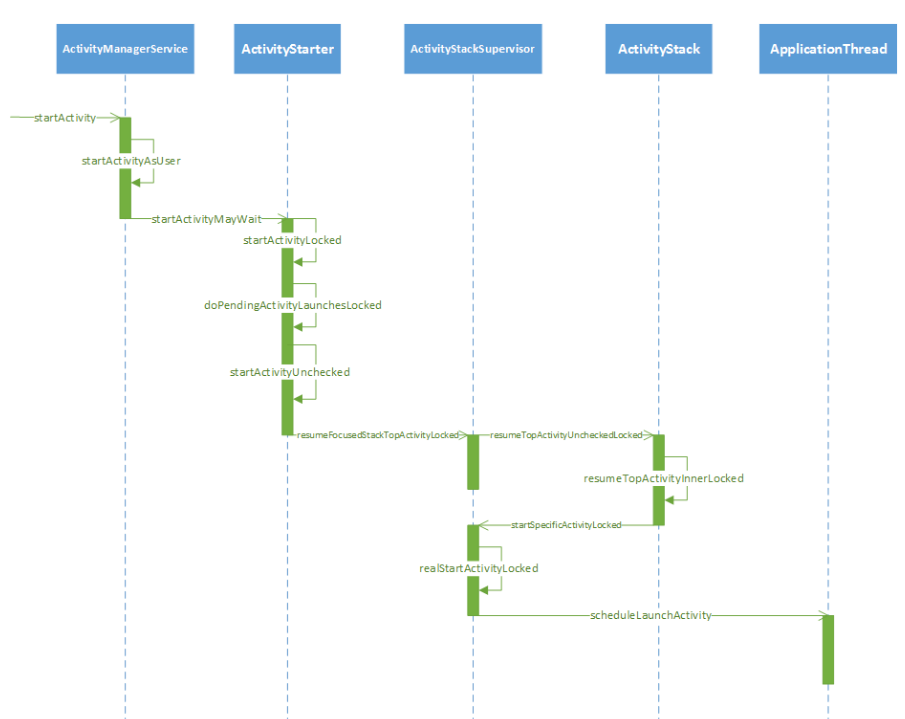 ActivityManagerService
ActivityStarter
ActivityStackSupervisor
ActivityStack
ApplicationThread
startActivity
startActivityAsUser
startActivityMayWait
startActivityLocked
doPendingActivityLaunchesLocked
startActivityUnchecked
resumeFocusedStackTopActivityLocked
resumeTopActivityUncheckedLocked
resumeTopActivityInnerLocked
startSpecificActivityLocked
realStartActivityLocked
scheduleLaunchActivity